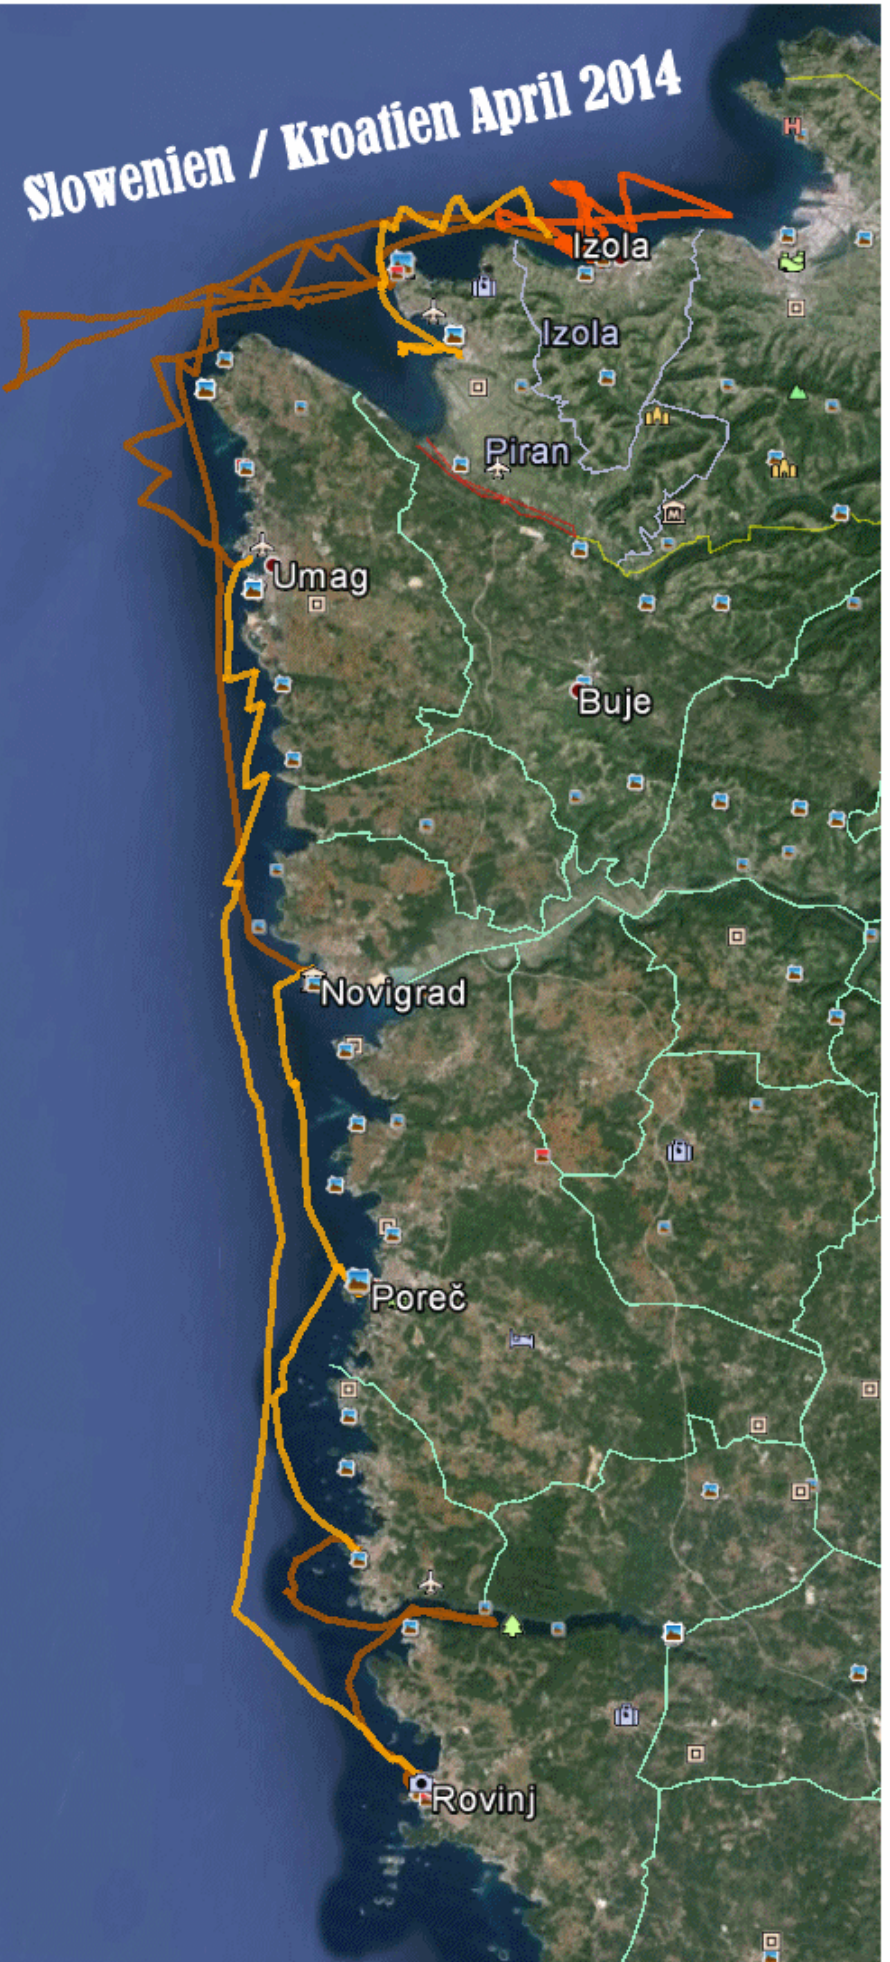 Slowenien / Kroatien April 2014
Izola
Izola
Piran
Umag
Buje
Novigrad
Poreč
Rovinj